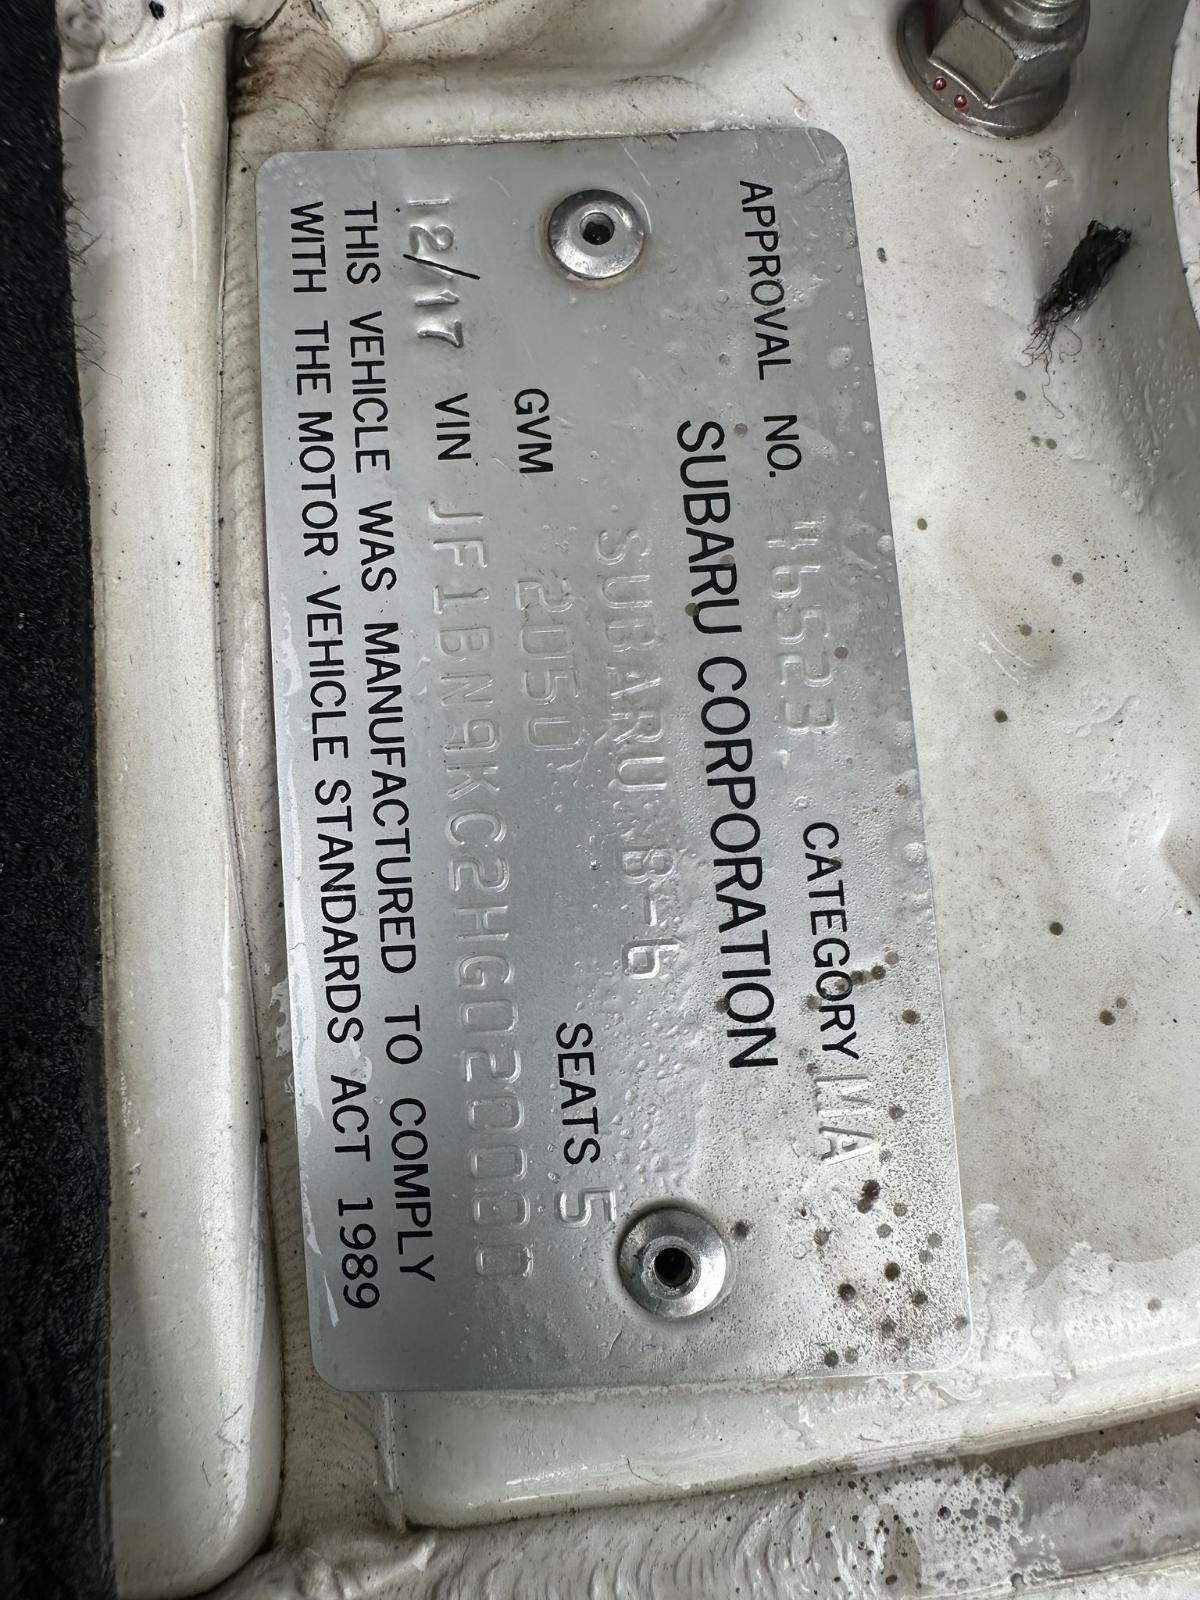 APPROVAL NO. 46523 CATEGORY MA
SUBARU CORPORATION
SUBARU B-6
GVM 2050 SEATS 5
12/17 VIN JF1BN9KC2HG020080
THIS VEHICLE WAS MANUFACTURED TO COMPLY
WITH THE MOTOR VEHICLE STANDARDS ACT 1989